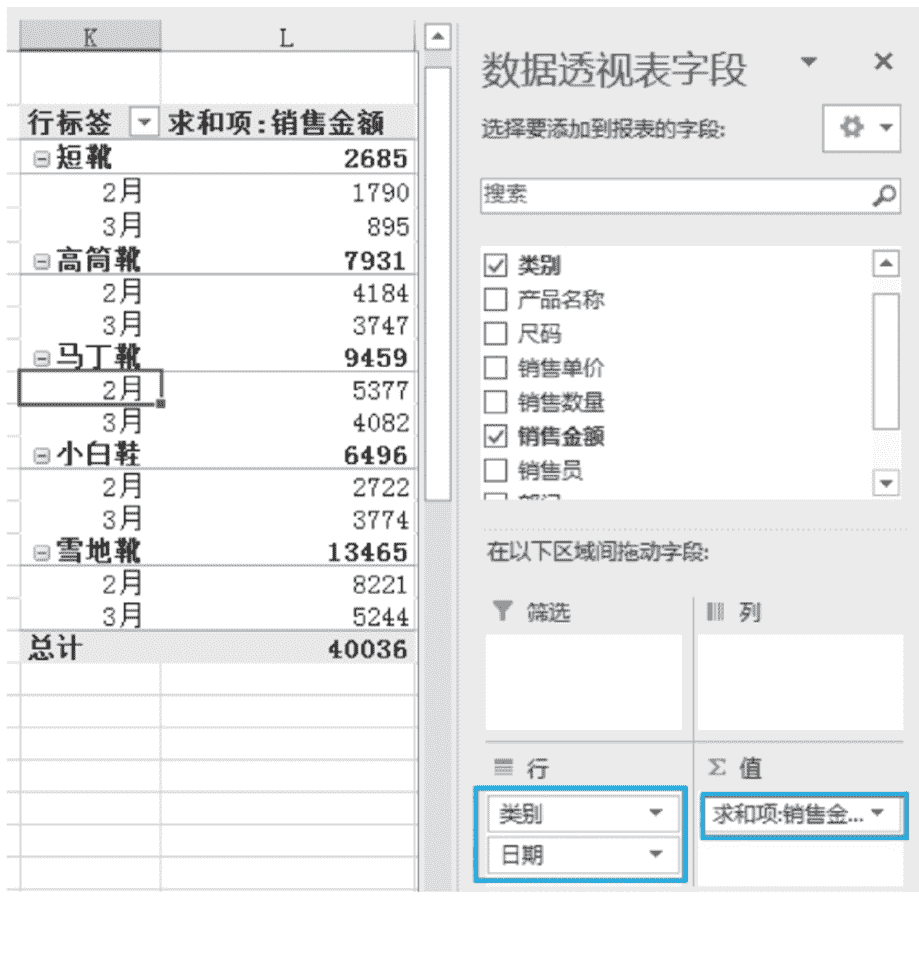 K L
行标签 求和项:销售金额
短靴 2685
2月 1790
3月 895
高筒靴 7931
2月 4184
3月 3747
马丁靴 9459
2月 5377
3月 4082
小白鞋 6496
2月 2722
3月 3774
雪地靴 13465
2月 8221
3月 5244
总计 40036
数据透视表字段
选择要添加到报表的字段:
搜索
类别
产品名称
尺码
销售单价
销售数量
销售金额
销售员
在以下区域间拖动字段:
筛选
列
行
Σ 值
类别
日期
求和项:销售金...